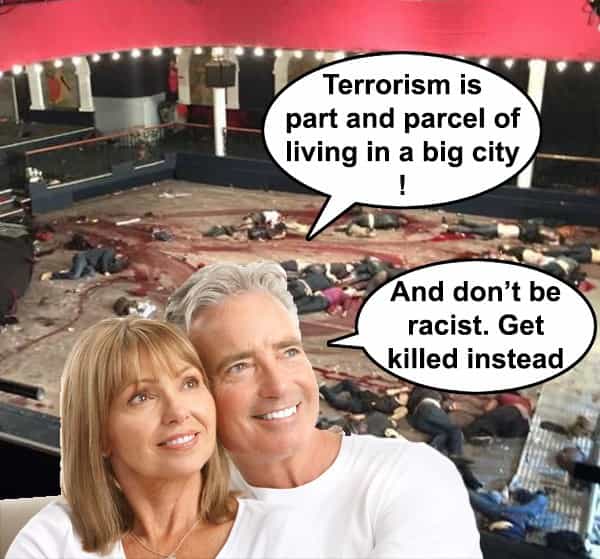 Terrorism is
part and parcel of
living in a big city
!
And don’t be
racist. Get
killed instead